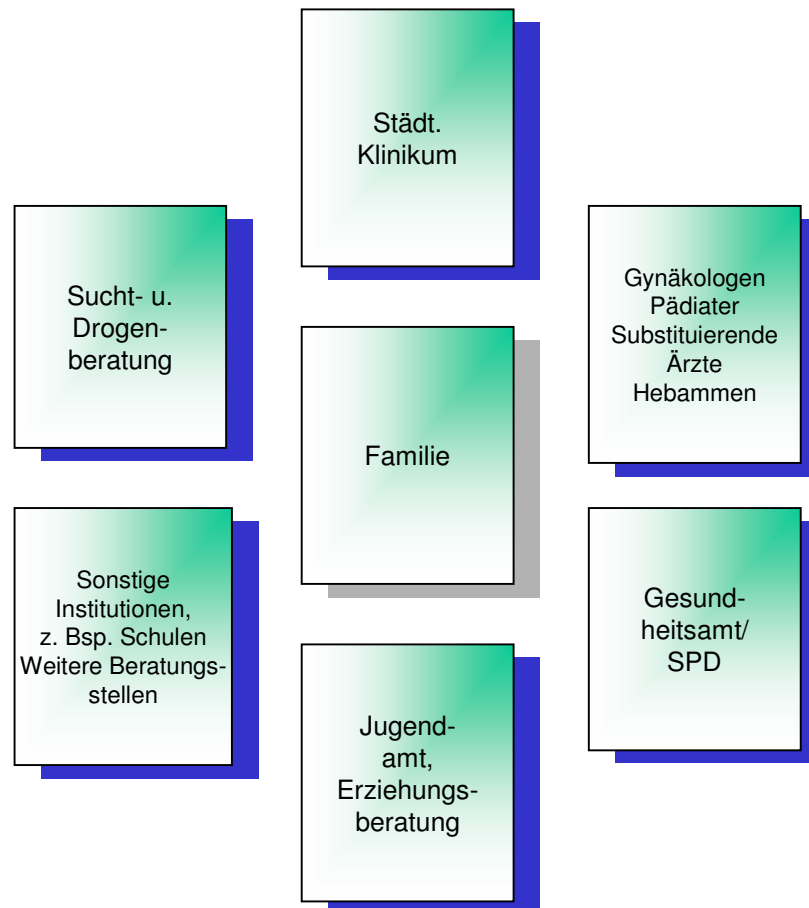 Städt.
Klinikum
Sucht- u.
Drogen-
beratung
Gynäkologen
Pädiater
Substituierende
Ärzte
Hebammen
Familie
Sonstige
Institutionen,
z. Bsp. Schulen
Weitere Beratungs-
stellen
Gesund-
heitsamt/
SPD
Jugend-
amt,
Erziehungs-
beratung